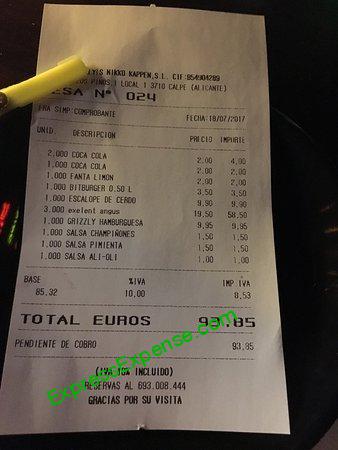 NIKKO KAPPEN,S.L. CIF:B54904289
PINOS 1 LOCAL 1 3710 CALPE (ALICANTE)
ESA Nº 024
FRA SIMP:COMPROBANTE FECHA:18/07/2017
UNID. DESCRIPCION PRECIO IMPORTE
2,000 COCA COLA 2,00 4,00
1,000 COCA COLA 2,00 2,00
1,000 FANTA LIMON 2,00 2,00
1,000 BITBURGER 0.50 L 3,50 3,50
1,000 ESCALOPE DE CERDO 9,90 9,90
3,000 exelent angus 19,50 58,50
1,000 GRIZZLY HAMBURGUESA 9,95 9,95
1,000 SALSA CHAMPIÑONES 1,50 1,50
1,000 SALSA PIMIENTA 1,50 1,50
1,000 SALSA ALI-OLI 1,00 1,00
BASE %IVA IMP IVA
85,32 10,00 8,53
TOTAL EUROS 93,85
PENDIENTE DE COBRO 93,85
(IVA 10% INCLUIDO)
RESERVAS AL 693.008.444
GRACIAS POR SU VISITA
ExpressExpense.com